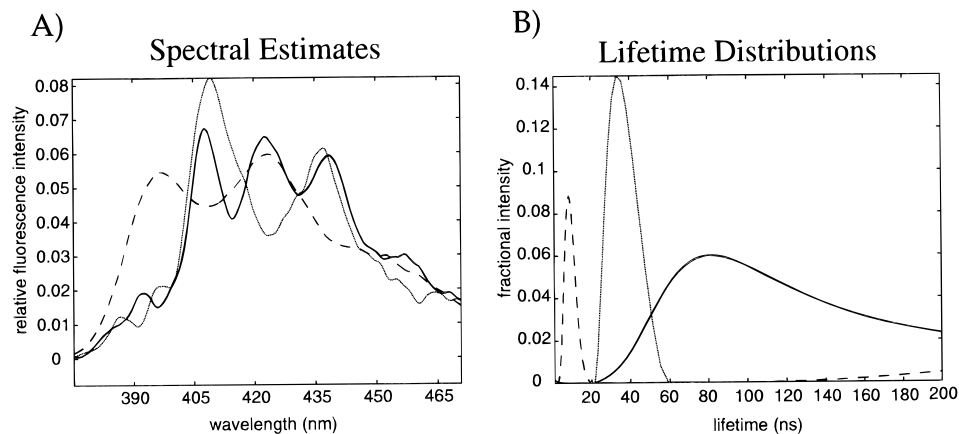 A)
Spectral Estimates
relative fluorescence intensity
0.08
0.07
0.06
0.05
0.04
0.03
0.02
0.01
0
390 405 420 435 450 465
wavelength (nm)
B)
Lifetime Distributions
fractional intensity
0.14
0.12
0.1
0.08
0.06
0.04
0.02
0
20 40 60 80 100 120 140 160 180 200
lifetime (ns)